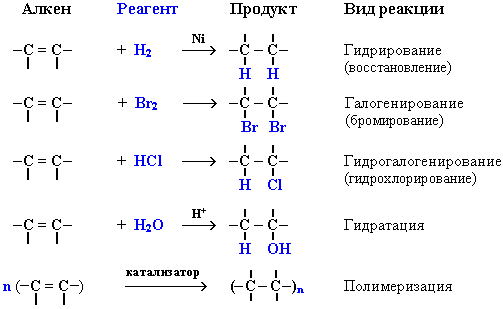 Алкен Реагент Продукт Вид реакции
–C = C– + H₂ Ni → –C–C– Гидрирование
H H (восстановление)
–C = C– + Br₂ → –C–C– Галогенирование
Br Br (бромирование)
–C = C– + HCl → –C–C– Гидрогалогенирование
H Cl (гидрохлорирование)
–C = C– + H₂O H⁺ → –C–C– Гидратация
H OH
n (–C = C–) катализатор → (–C–C–)n Полимеризация